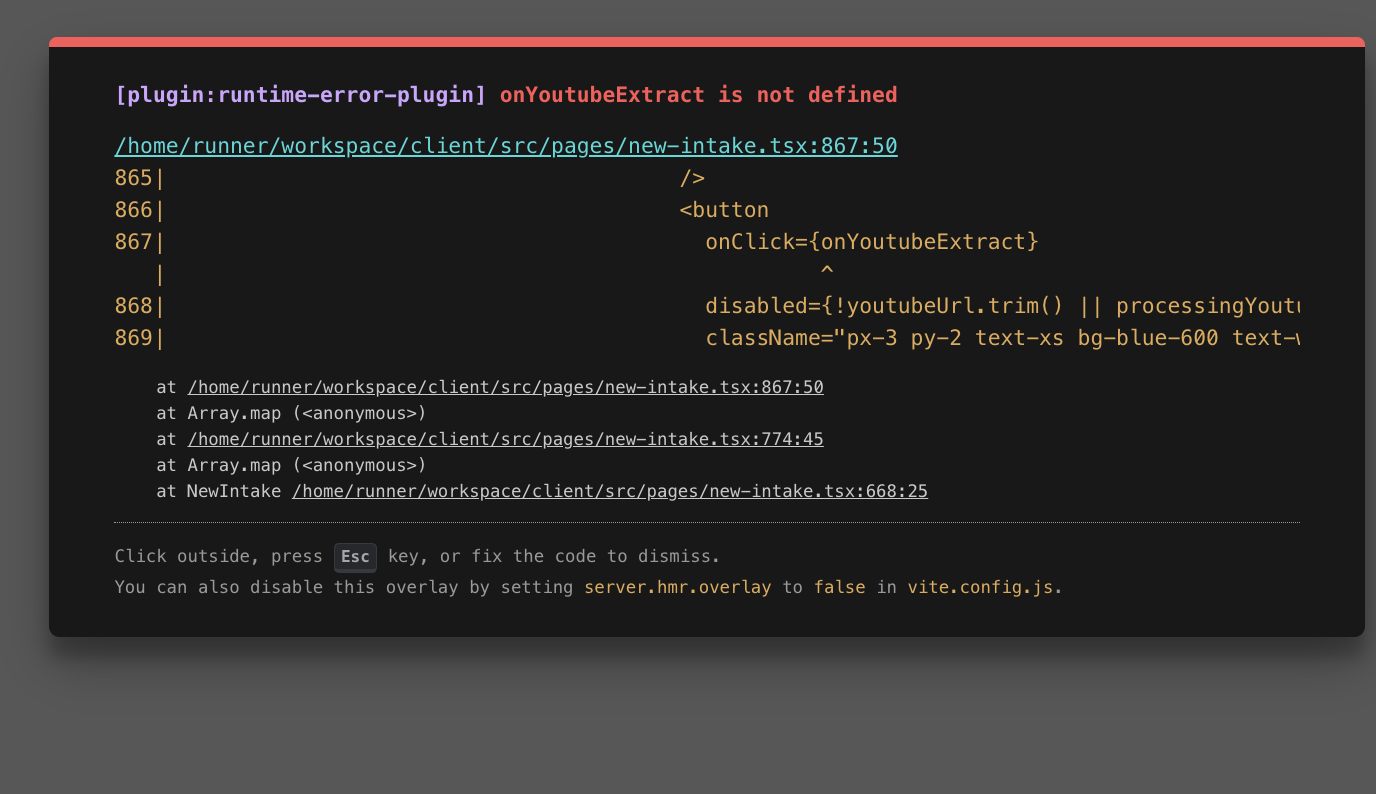 [plugin:runtime-error-plugin] onYoutubeExtract is not defined
/home/runner/workspace/client/src/pages/new-intake.tsx:867:50
865| />
866| <button
867| onClick={onYoutubeExtract}
| ^
868| disabled={!youtubeUrl.trim() || processingYoutu
869| className="px-3 py-2 text-xs bg-blue-600 text-w
at /home/runner/workspace/client/src/pages/new-intake.tsx:867:50
at Array.map (<anonymous>)
at /home/runner/workspace/client/src/pages/new-intake.tsx:774:45
at Array.map (<anonymous>)
at NewIntake /home/runner/workspace/client/src/pages/new-intake.tsx:668:25
Click outside, press Esc key, or fix the code to dismiss.
You can also disable this overlay by setting server.hmr.overlay to false in vite.config.js.